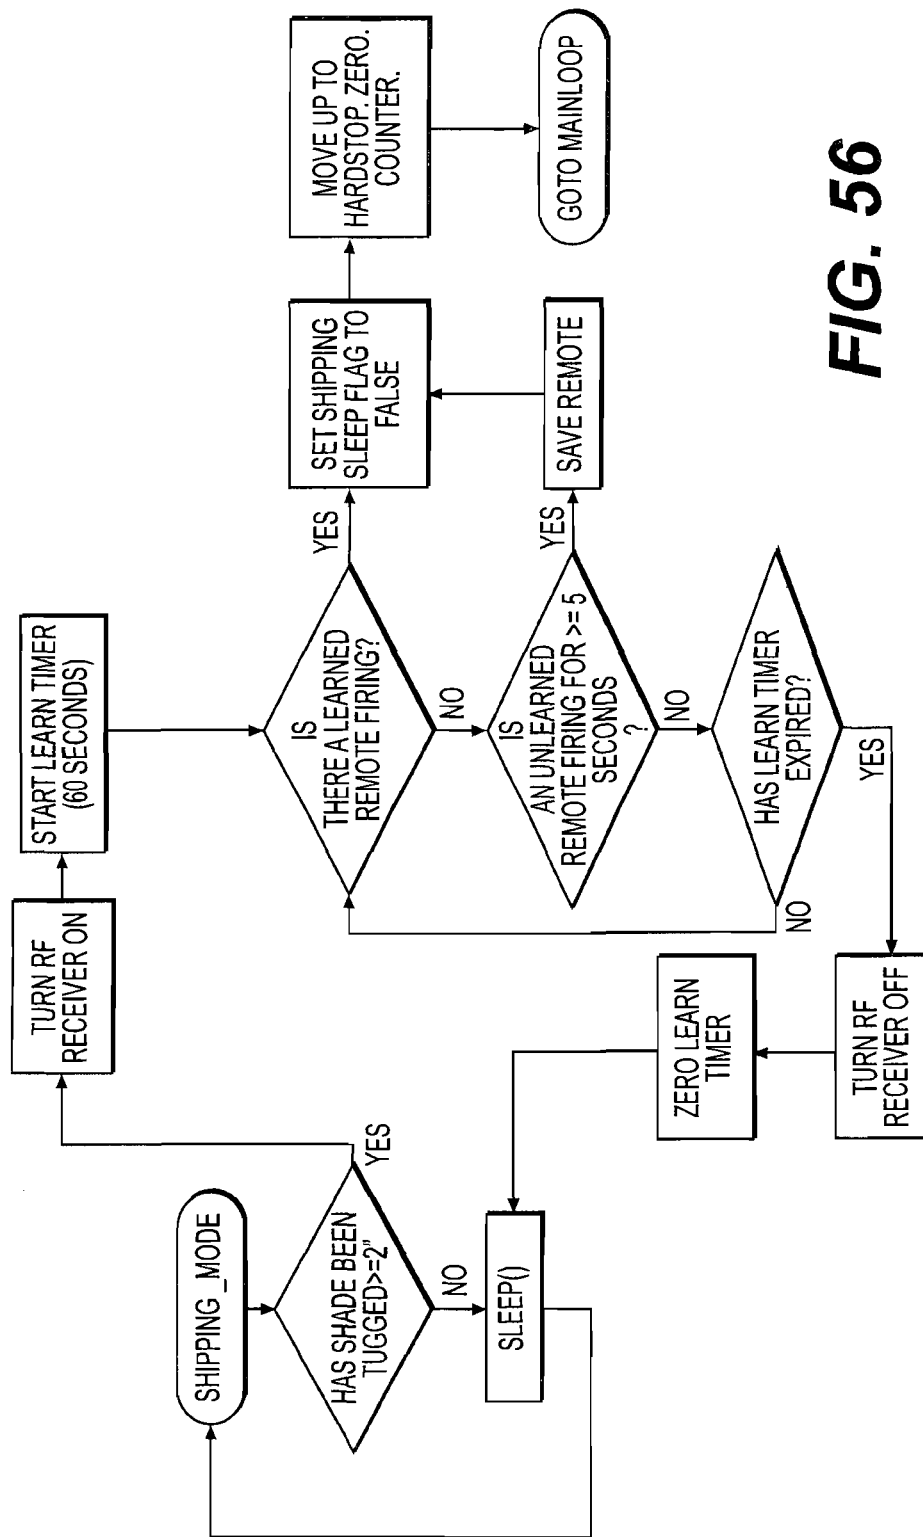 SHIPPING_MODE
HAS SHADE BEEN
TUGGED>=2"
YES
NO
SLEEP()
TURN RF
RECEIVER ON
START LEARN TIMER
(60 SECONDS)
IS
THERE A LEARNED
REMOTE FIRING?
YES
NO
IS
AN UNLEARNED
REMOTE FIRING FOR >= 5
SECONDS
?
YES
NO
HAS LEARN TIMER
EXPIRED?
NO
YES
TURN RF
RECEIVER OFF
ZERO LEARN
TIMER
SAVE REMOTE
SET SHIPPING
SLEEP FLAG TO
FALSE
MOVE UP TO
HARDSTOP. ZERO.
COUNTER.
GOTO MAINLOOP
FIG. 56